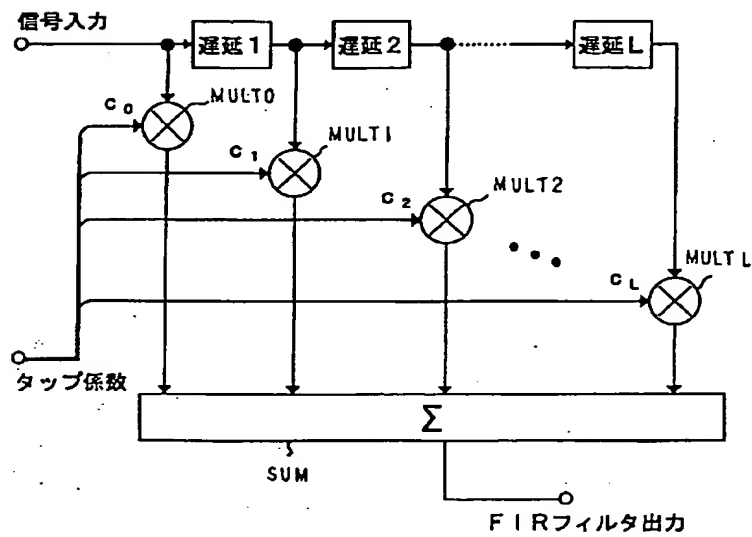 信号入力
遅延1
遅延2
遅延L
C0
MULT0
C1
MULT1
C2
MULT2
CL
MULT L
タップ係数
Σ
SUM
FIRフィルタ出力